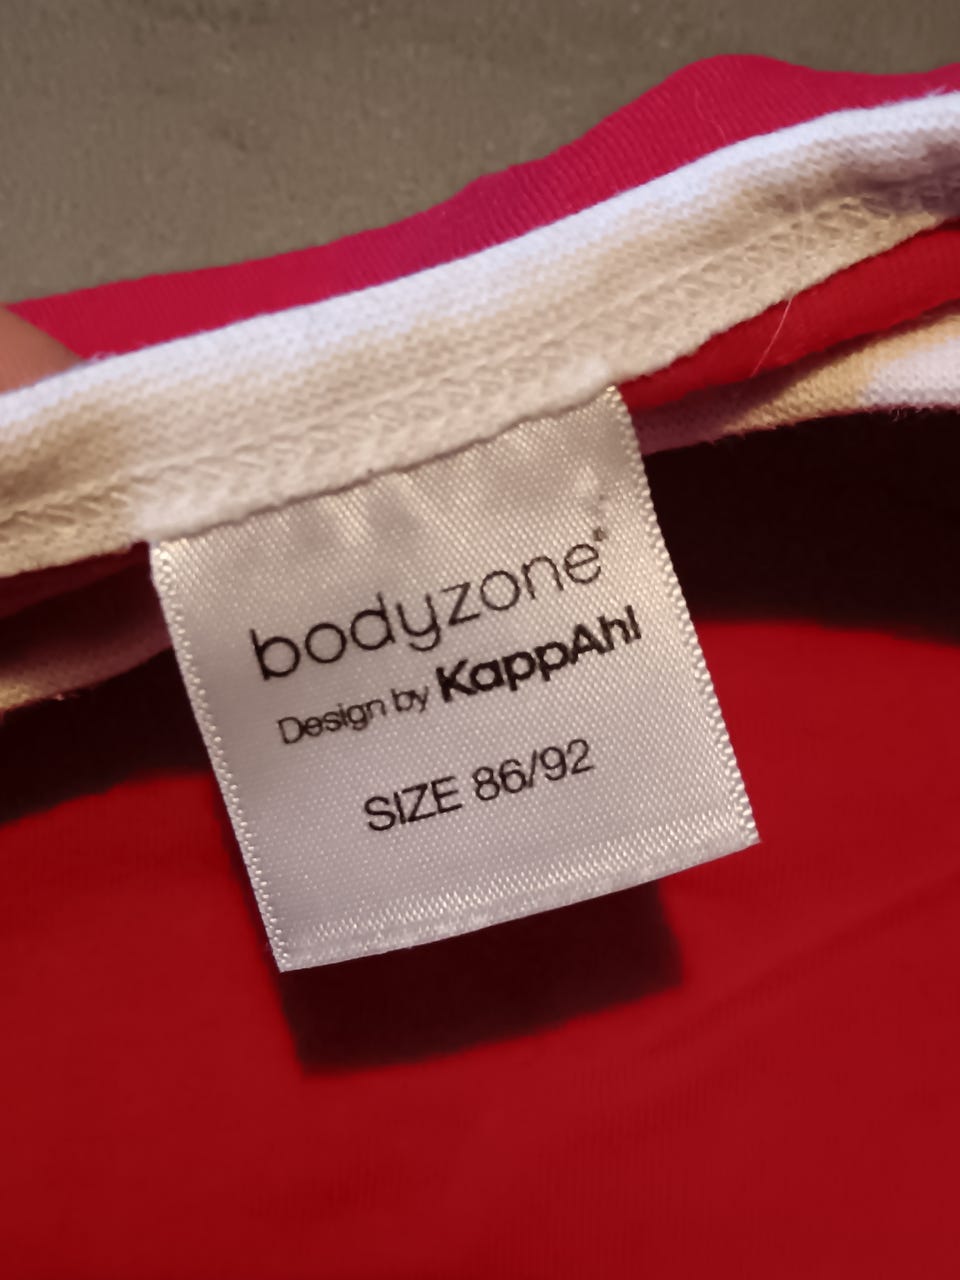 bodyzone®
Design by KappAhl
SIZE 86/92